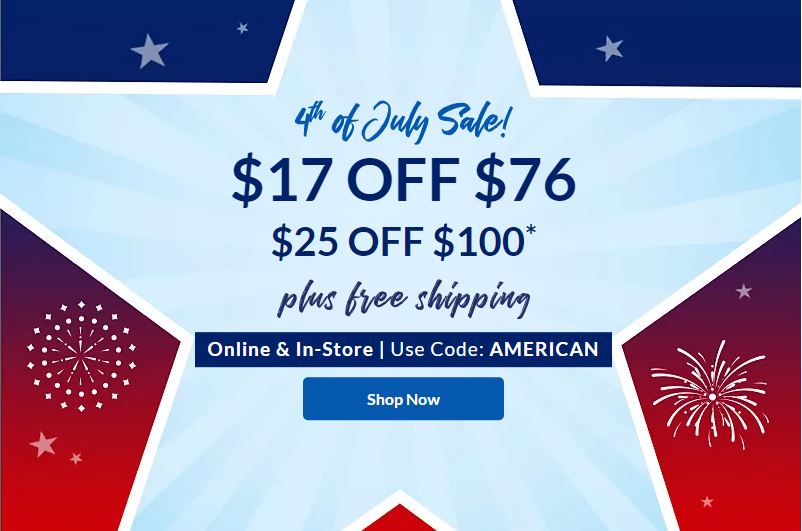 4th of July Sale!
$17 OFF $76
$25 OFF $100*
plus free shipping
Online & In-Store | Use Code: AMERICAN
Shop Now